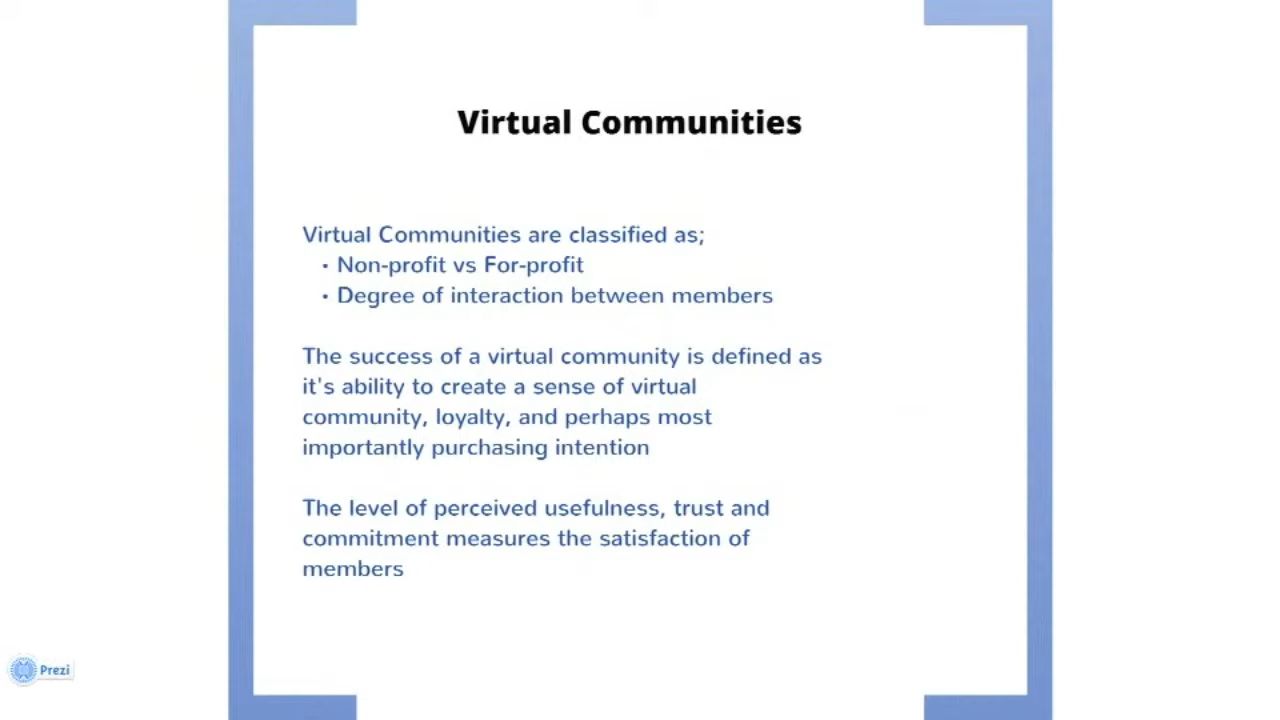 Virtual Communities
Virtual Communities are classified as;
• Non-profit vs For-profit
• Degree of interaction between members
The success of a virtual community is defined as
it's ability to create a sense of virtual
community, loyalty, and perhaps most
importantly purchasing intention
The level of perceived usefulness, trust and
commitment measures the satisfaction of
members
Prezi